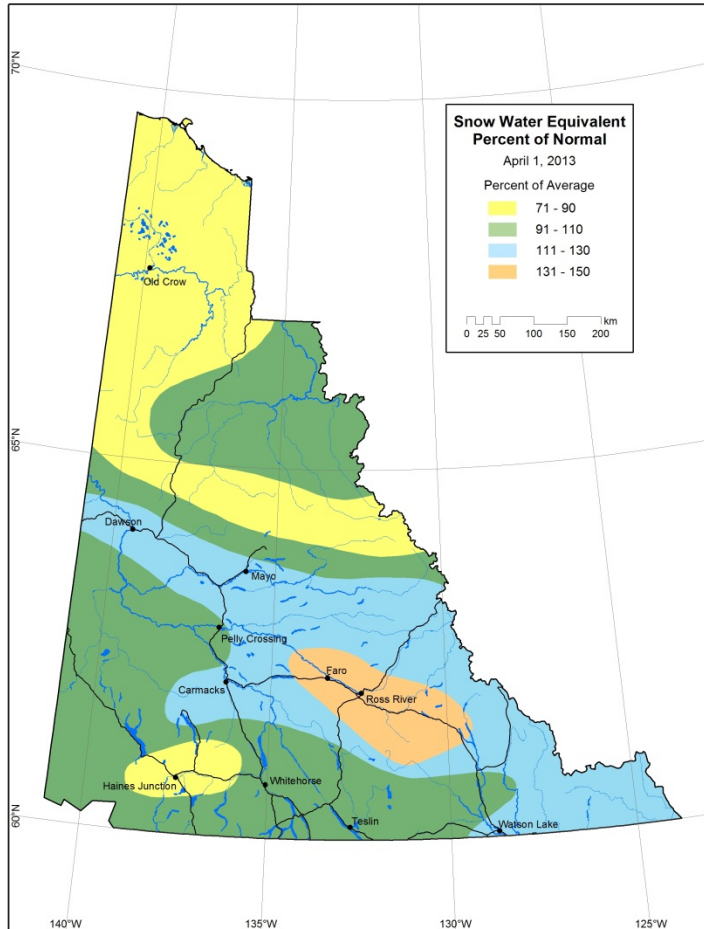 70°N
Snow Water Equivalent
Percent of Normal
April 1, 2013
Percent of Average
71 - 90
91 - 110
111 - 130
131 - 150
km
0 25 50 100 150 200
Old Crow
65°N
Dawson
Mayo
Pelly Crossing
Faro
Carmacks
Ross River
Haines Junction
Whitehorse
60°N
Teslin
Watson Lake
140°W
135°W
130°W
125°W